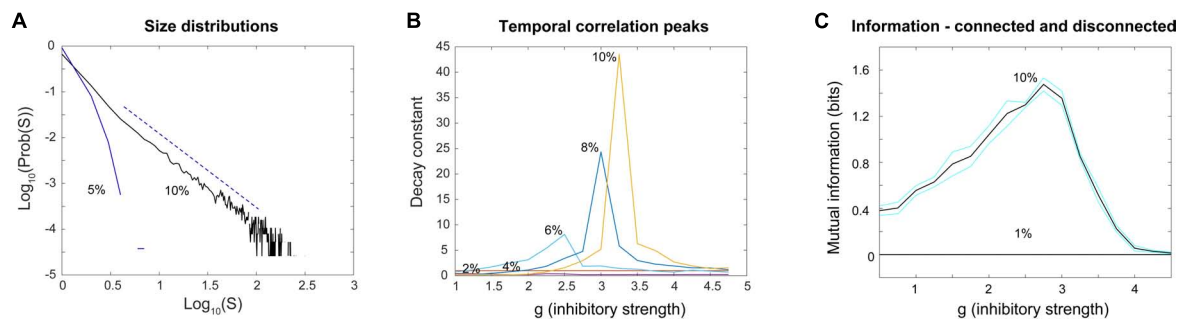 A
Size distributions
0
-1
-2
-3
-4
-5
Log10(Prob(S))
5%
10%
0 0.5 1 1.5 2 2.5 3
Log10(S)
B
Temporal correlation peaks
45
40
35
30
25
20
15
10
5
0
Decay constant
10%
8%
6%
2% 4%
1 1.5 2 2.5 3 3.5 4 4.5 5
g (inhibitory strength)
C
Information - connected and disconnected
1.6
1.2
0.8
0.4
0
Mutual information (bits)
10%
1%
1 2 3 4
g (inhibitory strength)